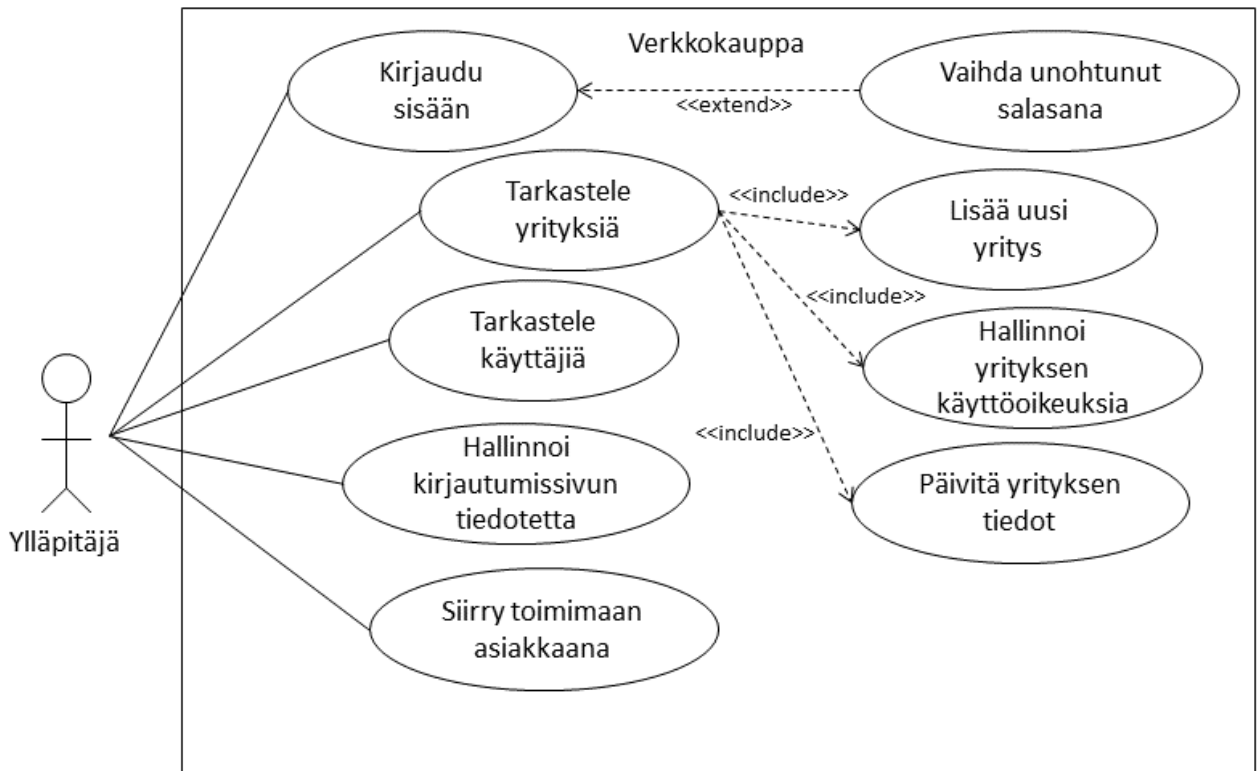 Verkkokauppa
Kirjaudu
sisään
<<extend>>
Vaihda unohtunut
salasana
Tarkastele
yrityksiä
<<include>>
Lisää uusi
yritys
<<include>>
Hallinnoi
yrityksen
käyttöoikeuksia
<<include>>
Päivitä yrityksen
tiedot
Tarkastele
käyttäjiä
Hallinnoi
kirjautumissivun
tiedotetta
Siirry toimimaan
asiakkaana
Ylläpitäjä